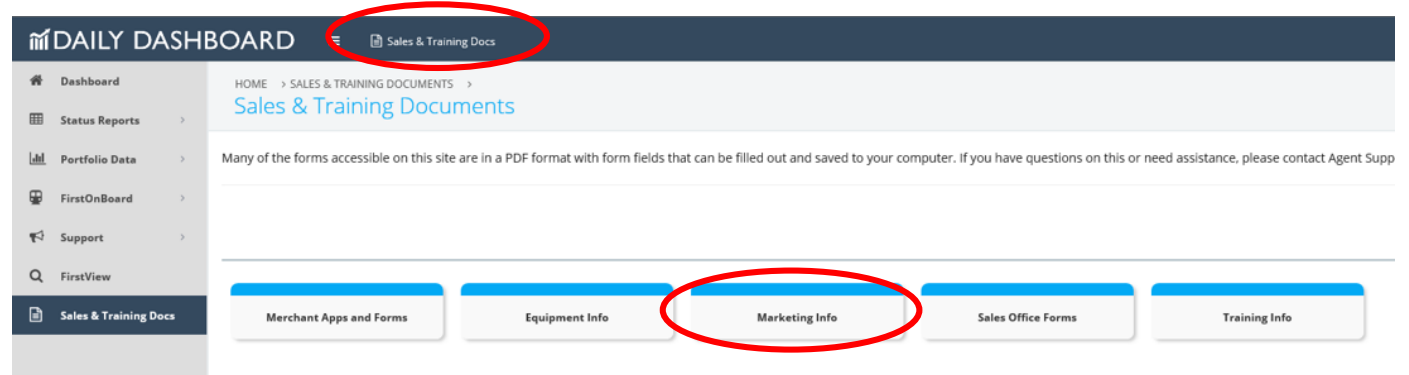 DAILY DASHBOARD
Sales & Training Docs
Dashboard
Status Reports
Portfolio Data
FirstOnBoard
Support
FirstView
Sales & Training Docs
HOME > SALES & TRAINING DOCUMENTS >
Sales & Training Documents
Many of the forms accessible on this site are in a PDF format with form fields that can be filled out and saved to your computer. If you have questions on this or need assistance, please contact Agent Supp
Merchant Apps and Forms
Equipment Info
Marketing Info
Sales Office Forms
Training Info